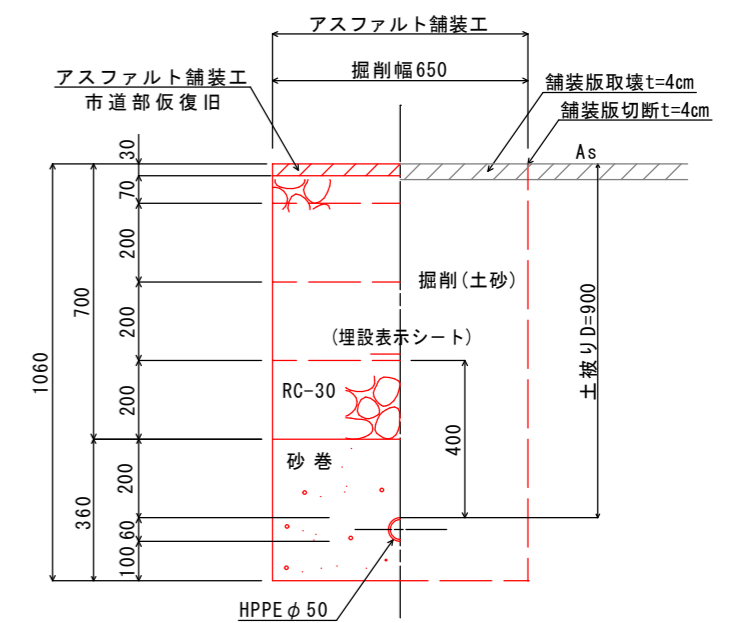 アスファルト舗装工
掘削幅650
アスファルト舗装工
市道部仮復旧
舗装版取壊t=4cm
舗装版切断t=4cm
As
30
70
200
200
200
200
60
100
700
360
1060
掘削(土砂)
(埋設表示シート)
RC-30
砂巻
400
土被りD=900
HPPEφ50